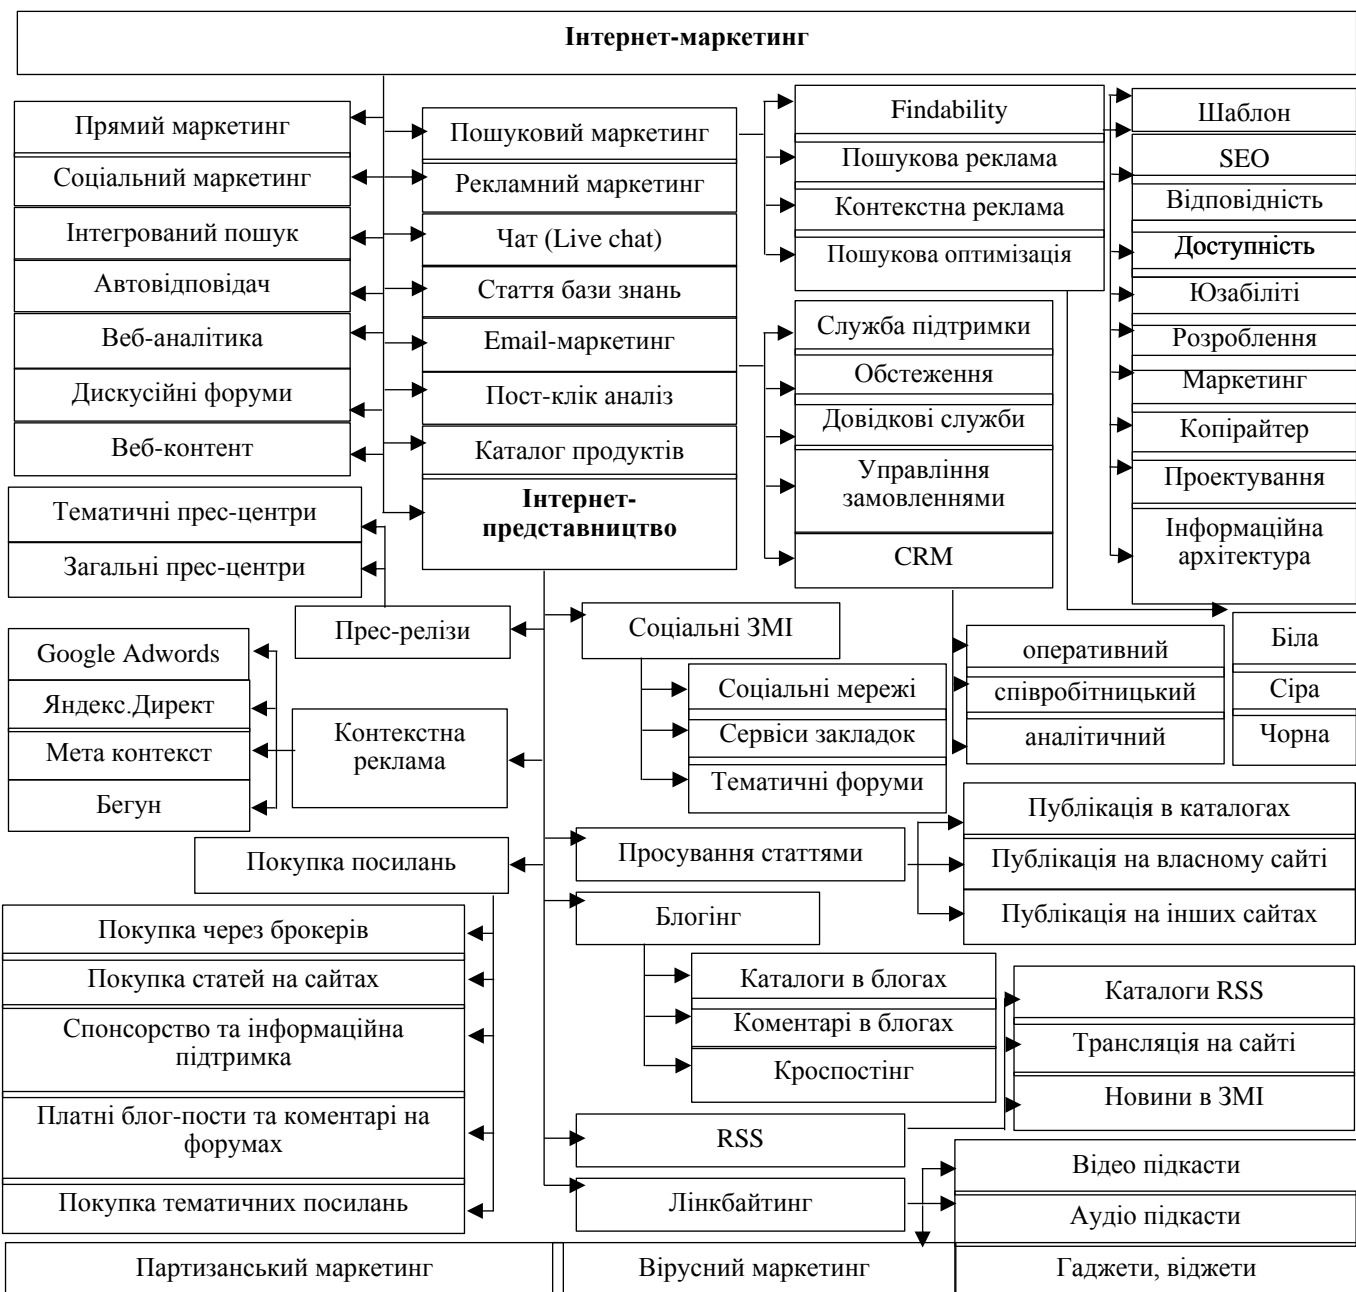 Інтернет-маркетинг
Прямий маркетинг
Соціальний маркетинг
Інтегрований пошук
Автовідповідач
Веб-аналітика
Дискусійні форуми
Веб-контент
Пошуковий маркетинг
Рекламний маркетинг
Чат (Live chat)
Стаття бази знань
Email-маркетинг
Пост-клік аналіз
Каталог продуктів
Інтернет-
представництво
Findability
Пошукова реклама
Контекстна реклама
Пошукова оптимізація
Служба підтримки
Обстеження
Довідкові служби
Управління
замовленнями
CRM
Шаблон
SEO
Відповідність
Доступність
Юзабіліті
Розроблення
Маркетинг
Копірайтер
Проектування
Інформаційна
архітектура
Тематичні прес-центри
Загальні прес-центри
Прес-релізи
Соціальні ЗМІ
оперативний
співробітницький
аналітичний
Біла
Сіра
Чорна
Google Adwords
Яндекс.Директ
Мета контекст
Бегун
Контекстна
реклама
Соціальні мережі
Сервіси закладок
Тематичні форуми
Покупка посилань
Просування статтями
Публікація в каталогах
Публікація на власному сайті
Публікація на інших сайтах
Блогінг
Покупка через брокерів
Покупка статей на сайтах
Спонсорство та інформаційна
підтримка
Платні блог-пости та коментарі на
форумах
Покупка тематичних посилань
Каталоги в блогах
Коментарі в блогах
Кроспостінг
Каталоги RSS
Трансляція на сайті
Новини в ЗМІ
RSS
Лінкбайтинг
Відео підкасти
Аудіо підкасти
Партизанський маркетинг
Вірусний маркетинг
Гаджети, віджети